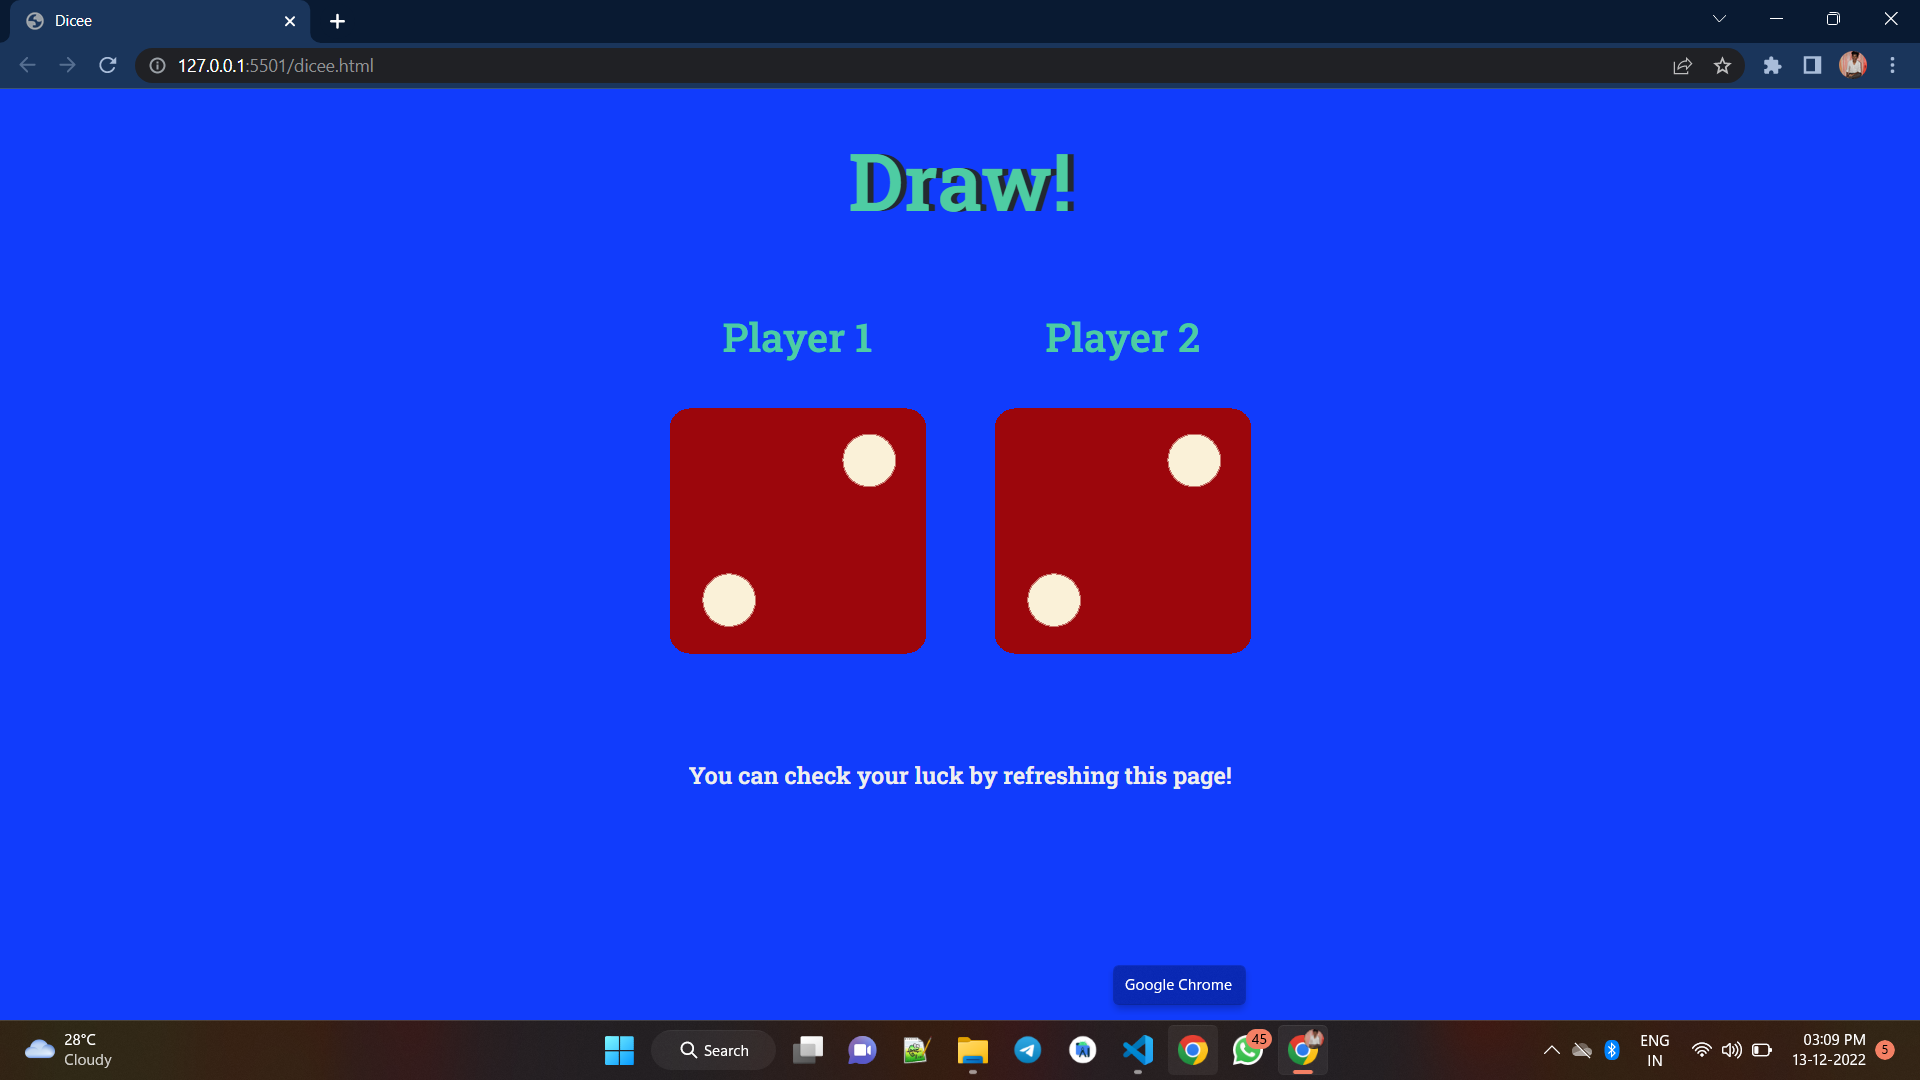 Dicee
127.0.0.1:5501/dicee.html
Draw!
Player 1
Player 2
You can check your luck by refreshing this page!
Google Chrome
28°C
Cloudy
Search
45
ENG
IN
03:09 PM
13-12-2022
5